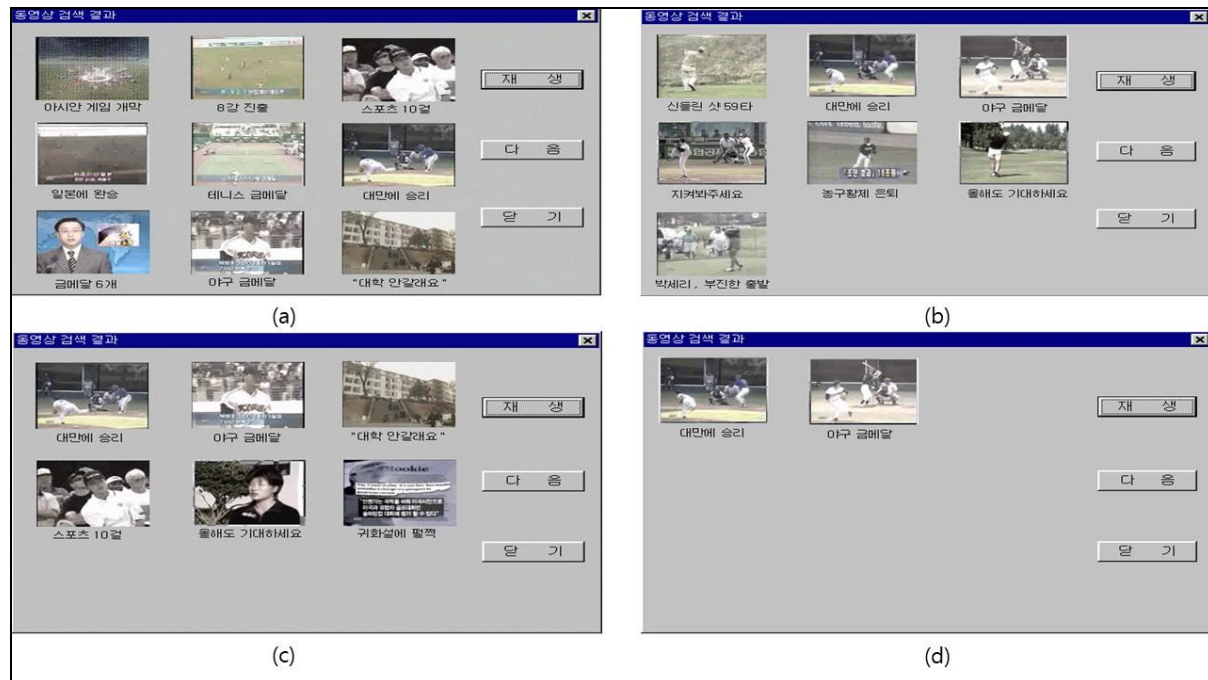 동영상 검색 결과
아시안 게임 개막
8강 진출
스포츠 10걸
재 생
일본에 완승
테니스 금메달
대만에 승리
다 음
금메달 6개
야구 금메달
"대학 안갈래요"
닫 기
(a)
동영상 검색 결과
신들린 샷 59타
대만에 승리
야구 금메달
재 생
지켜봐주세요
농구황제 은퇴
올해도 기대하세요
다 음
박세리, 부진한 출발
닫 기
(b)
동영상 검색 결과
대만에 승리
KOREA
야구 금메달
"대학 안갈래요"
재 생
스포츠 10걸
올해도 기대하세요
Rookie
귀화설에 펄쩍
다 음
닫 기
(c)
동영상 검색 결과
대만에 승리
야구 금메달
재 생
다 음
닫 기
(d)